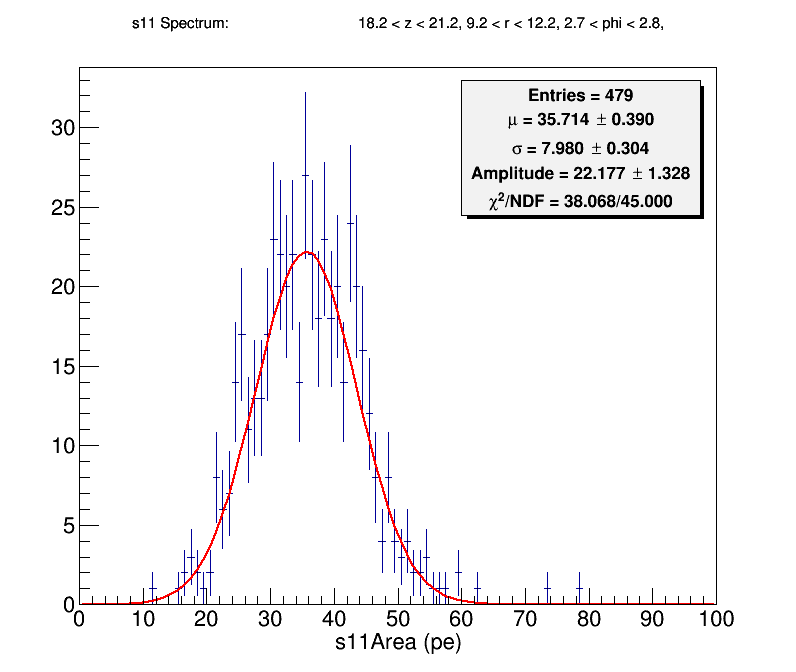 s11 Spectrum: 18.2 < z < 21.2, 9.2 < r < 12.2, 2.7 < phi < 2.8,
Entries = 479
μ = 35.714 ± 0.390
σ = 7.980 ± 0.304
Amplitude = 22.177 ± 1.328
χ²/NDF = 38.068/45.000
30
25
20
15
10
5
0
0 10 20 30 40 50 60 70 80 90 100
s11Area (pe)